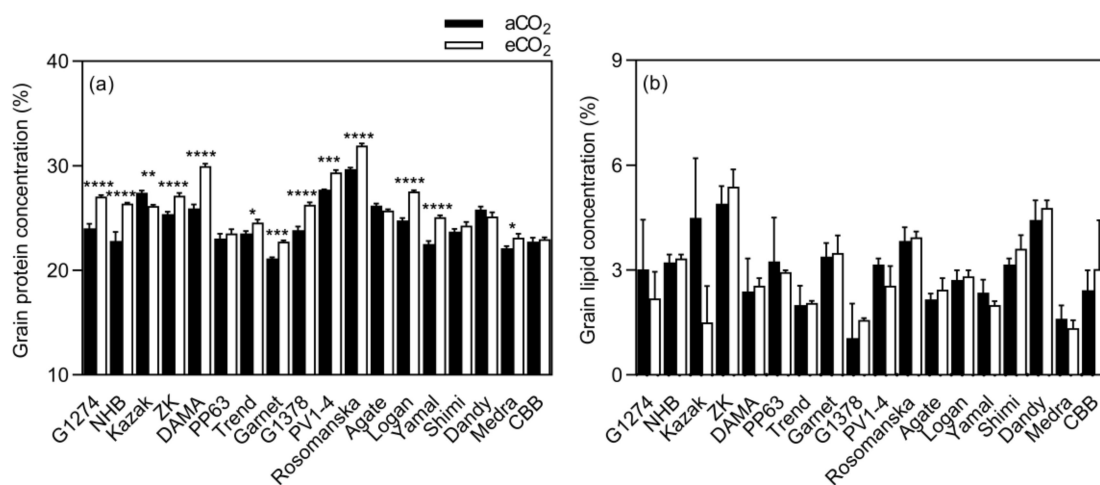 aCO₂
eCO₂
(a)
Grain protein concentration (%)
40
30
20
10
****
****
**
****
****
*
***
****
***
****
****
****
*
G1274
NHB
Kazak
ZK
DAMA
PP63
Trend
Garnet
G1378
PV1-4
Rosomanska
Agate
Logan
Yamal
Shimi
Dandy
Medra
CBB
(b)
Grain lipid concentration (%)
9
6
3
0
G1274
NHB
Kazak
ZK
DAMA
PP63
Trend
Garnet
G1378
PV1-4
Rosomanska
Agate
Logan
Yamal
Shimi
Dandy
Medra
CBB